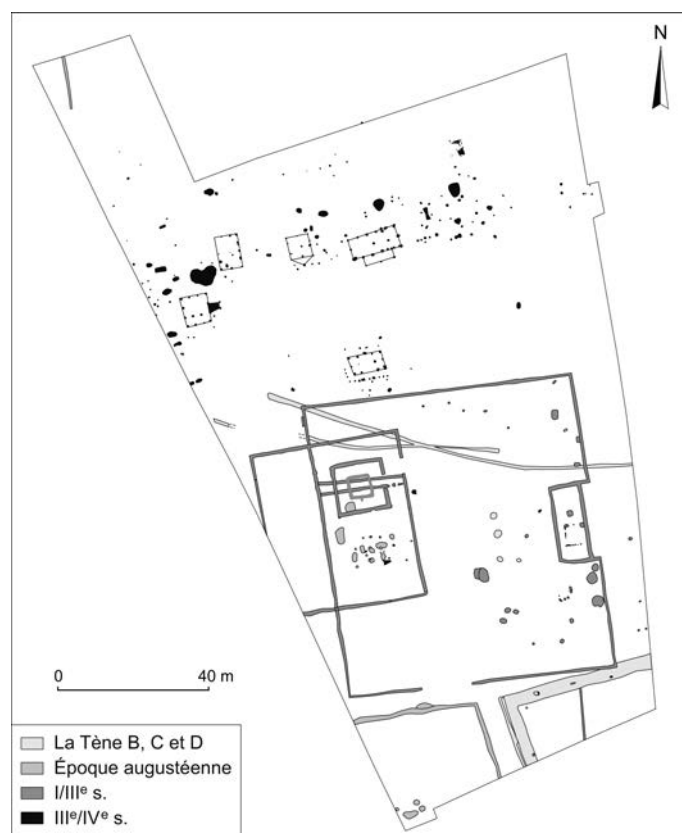 N
0
40 m
La Tène B, C et D
Époque augustéenne
I/IIIᵉ s.
IIIᵉ/IVᵉ s.